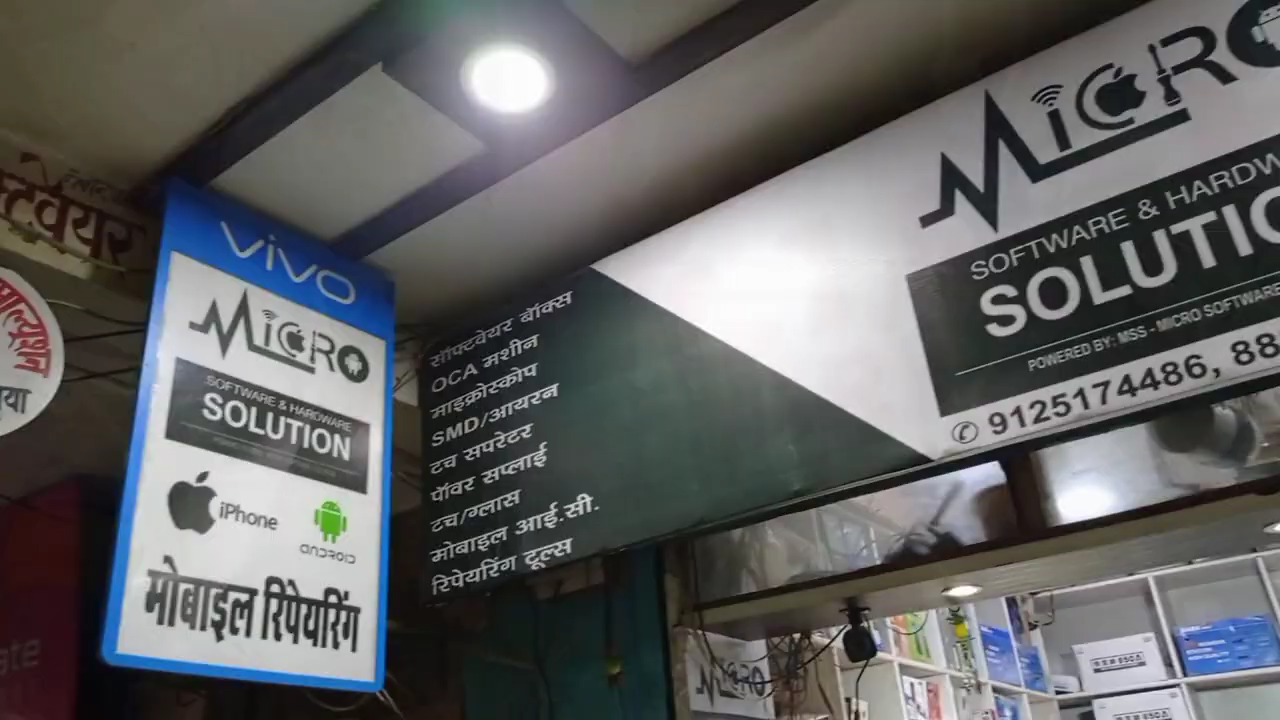 vivo
MiCRO
SOFTWARE & HARDWARE
SOLUTION
iPhone
ANDROID
मोबाइल रिपेयरिंग
सॉफ्टवेयर बॉक्स
OCA मशीन
माइक्रोस्कोप
SMD/आयरन
टच सपरेटर
पॉवर सप्लाई
टच/ग्लास
मोबाइल आई.सी.
रिपेयरिंग टूल्स
MiCRO
SOFTWARE & HARDW
SOLUTIO
POWERED BY: MSS - MICRO SOFTWARE
9125174486, 88
MiCRO